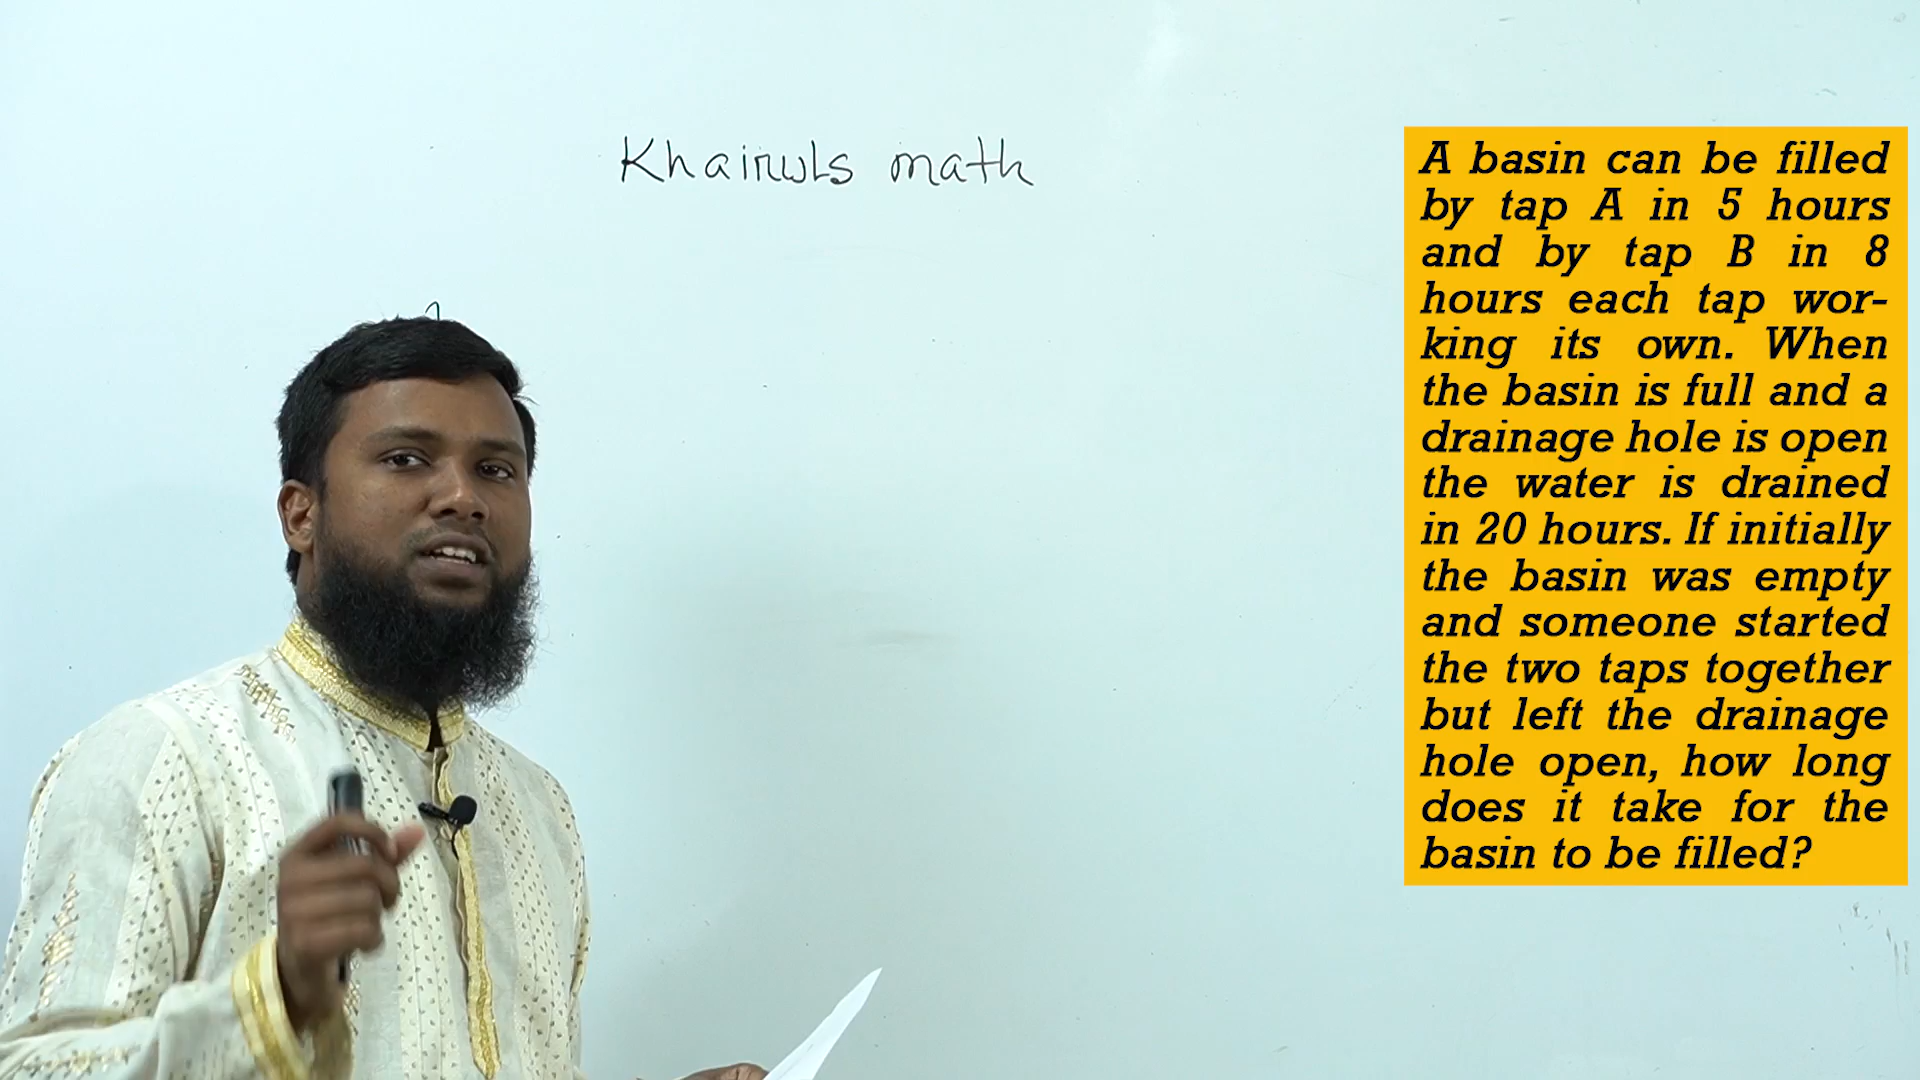 Khairuls math
A basin can be filled
by tap A in 5 hours
and by tap B in 8
hours each tap wor-
king its own. When
the basin is full and a
drainage hole is open
the water is drained
in 20 hours. If initially
the basin was empty
and someone started
the two taps together
but left the drainage
hole open, how long
does it take for the
basin to be filled?